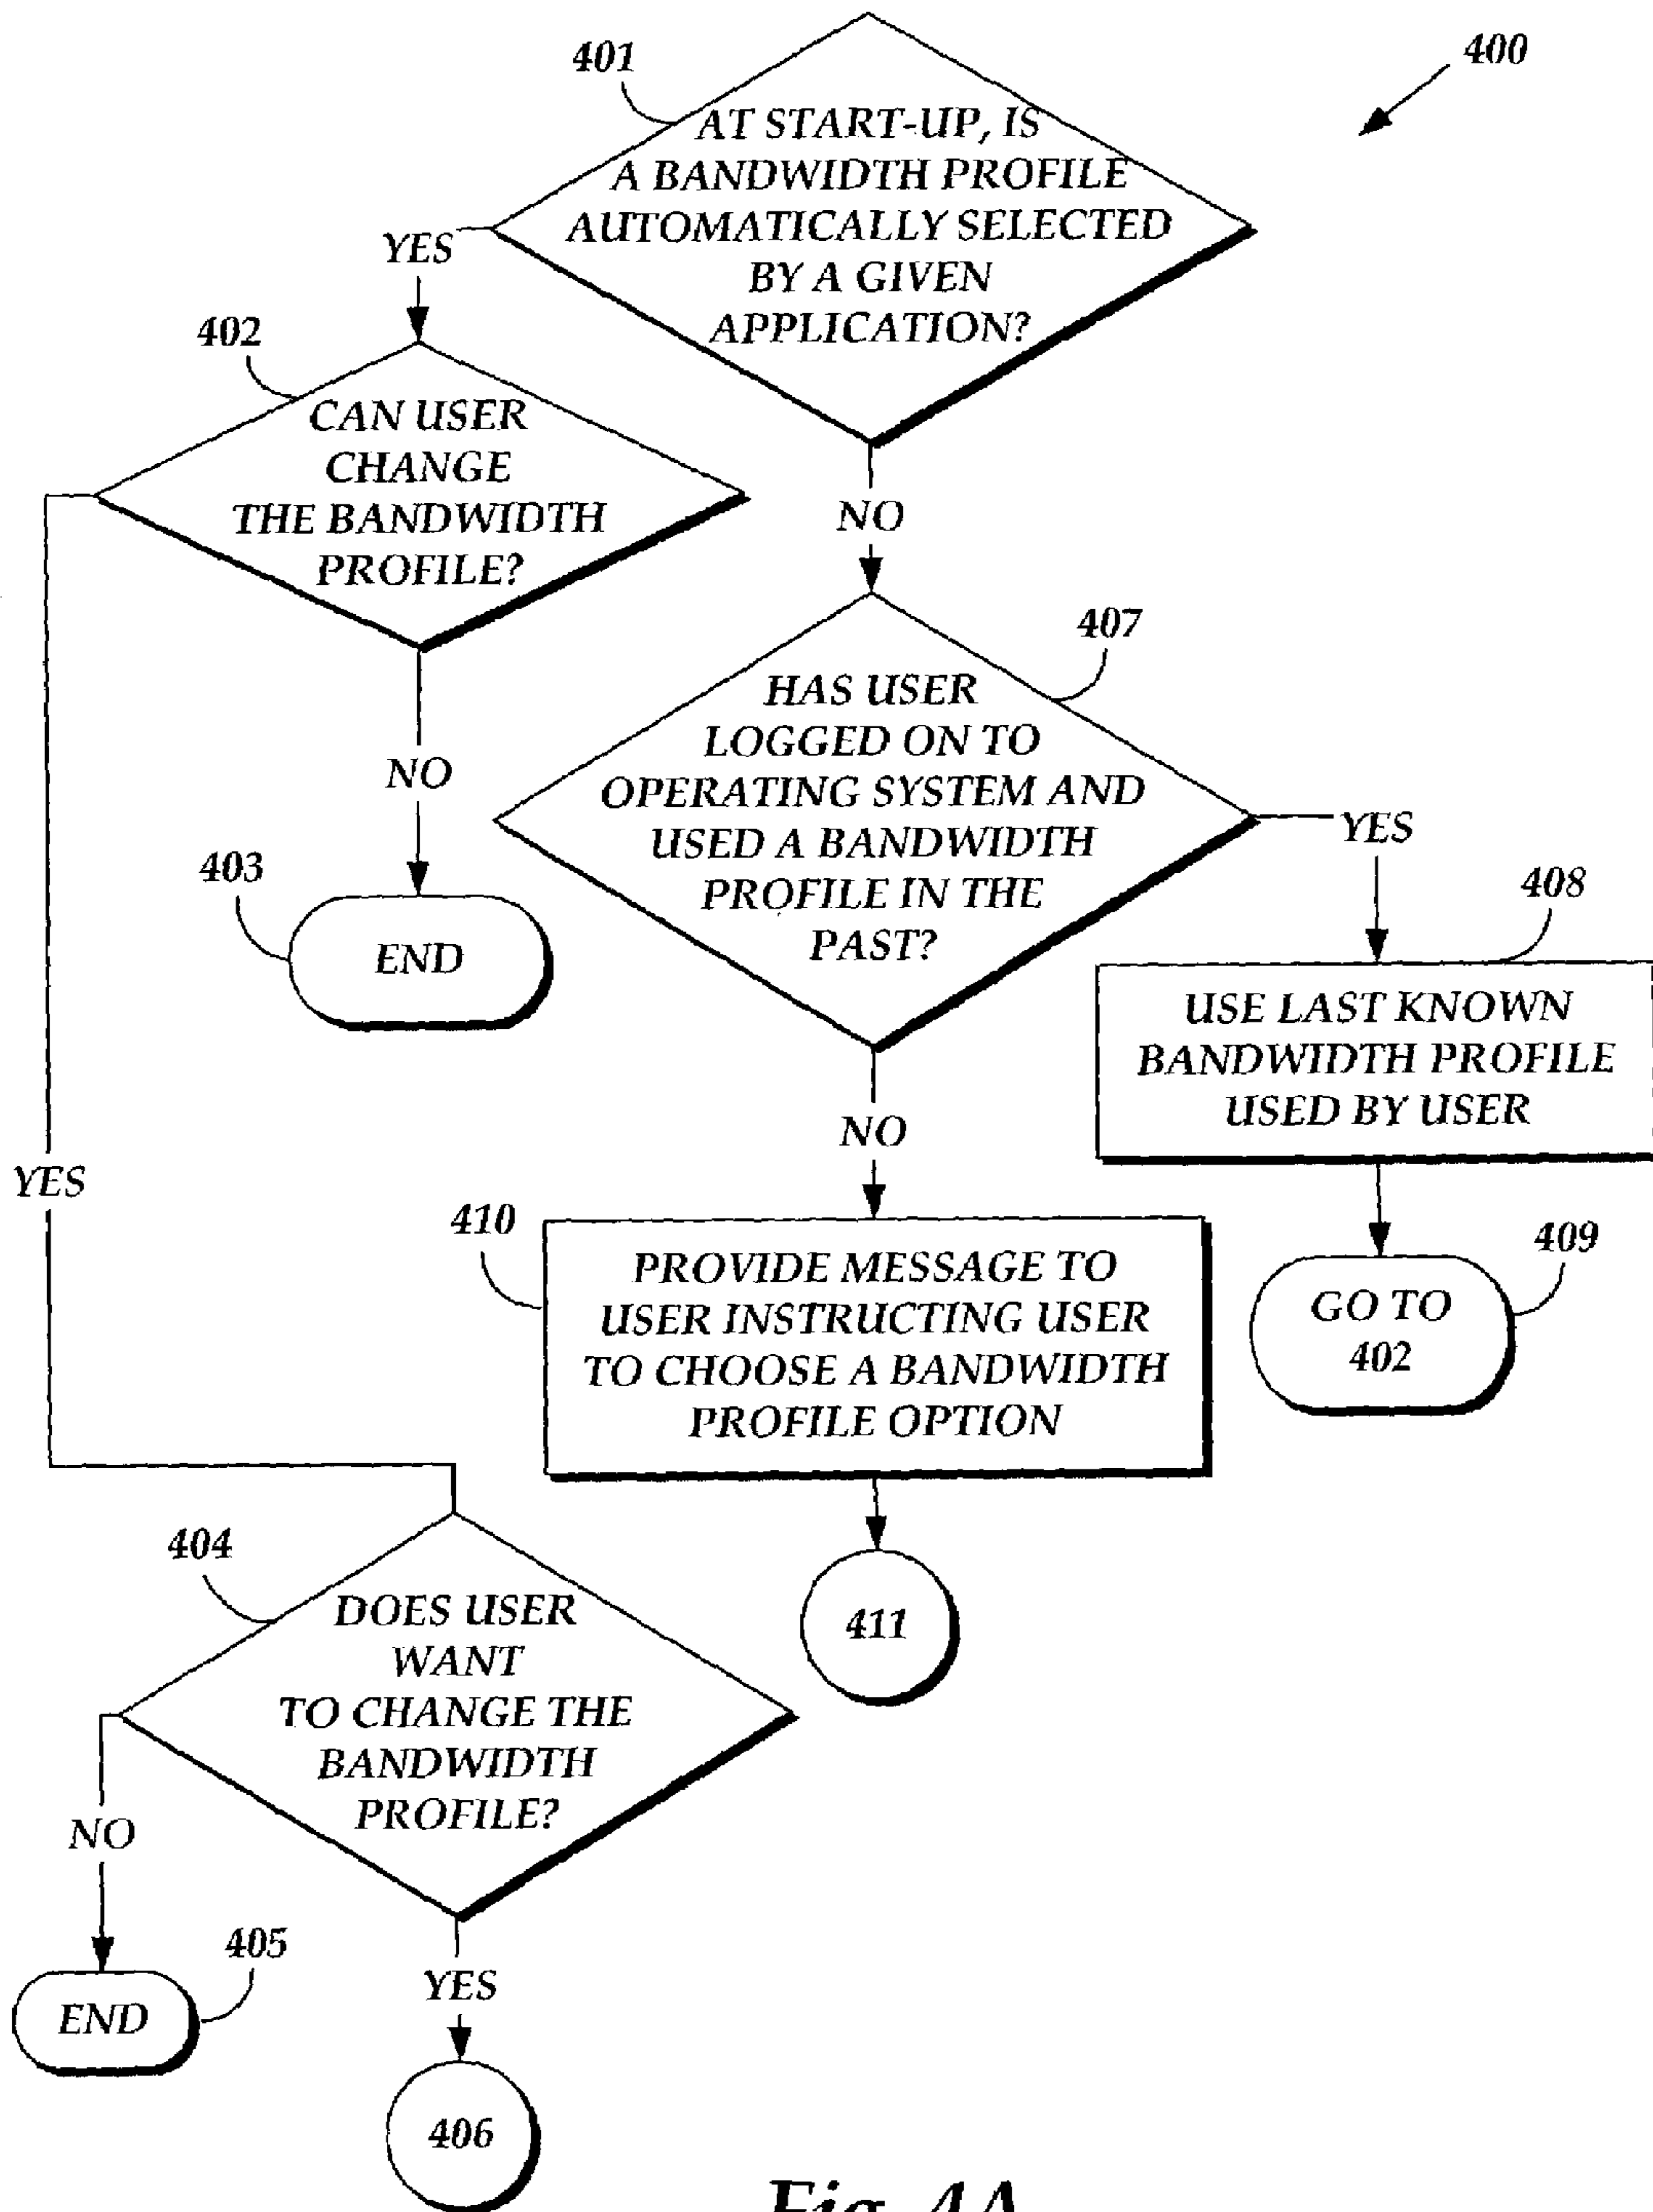 401
400
AT START-UP, IS
A BANDWIDTH PROFILE
AUTOMATICALLY SELECTED
BY A GIVEN
APPLICATION?
YES
402
CAN USER
CHANGE
THE BANDWIDTH
PROFILE?
NO
407
HAS USER
LOGGED ON TO
OPERATING SYSTEM AND
USED A BANDWIDTH
PROFILE IN THE
PAST?
NO
YES
403
END
408
USE LAST KNOWN
BANDWIDTH PROFILE
USED BY USER
NO
YES
410
PROVIDE MESSAGE TO
USER INSTRUCTING USER
TO CHOOSE A BANDWIDTH
PROFILE OPTION
409
GO TO
402
404
DOES USER
WANT
TO CHANGE THE
BANDWIDTH
PROFILE?
411
NO
405
END
YES
406
Fig. 4A